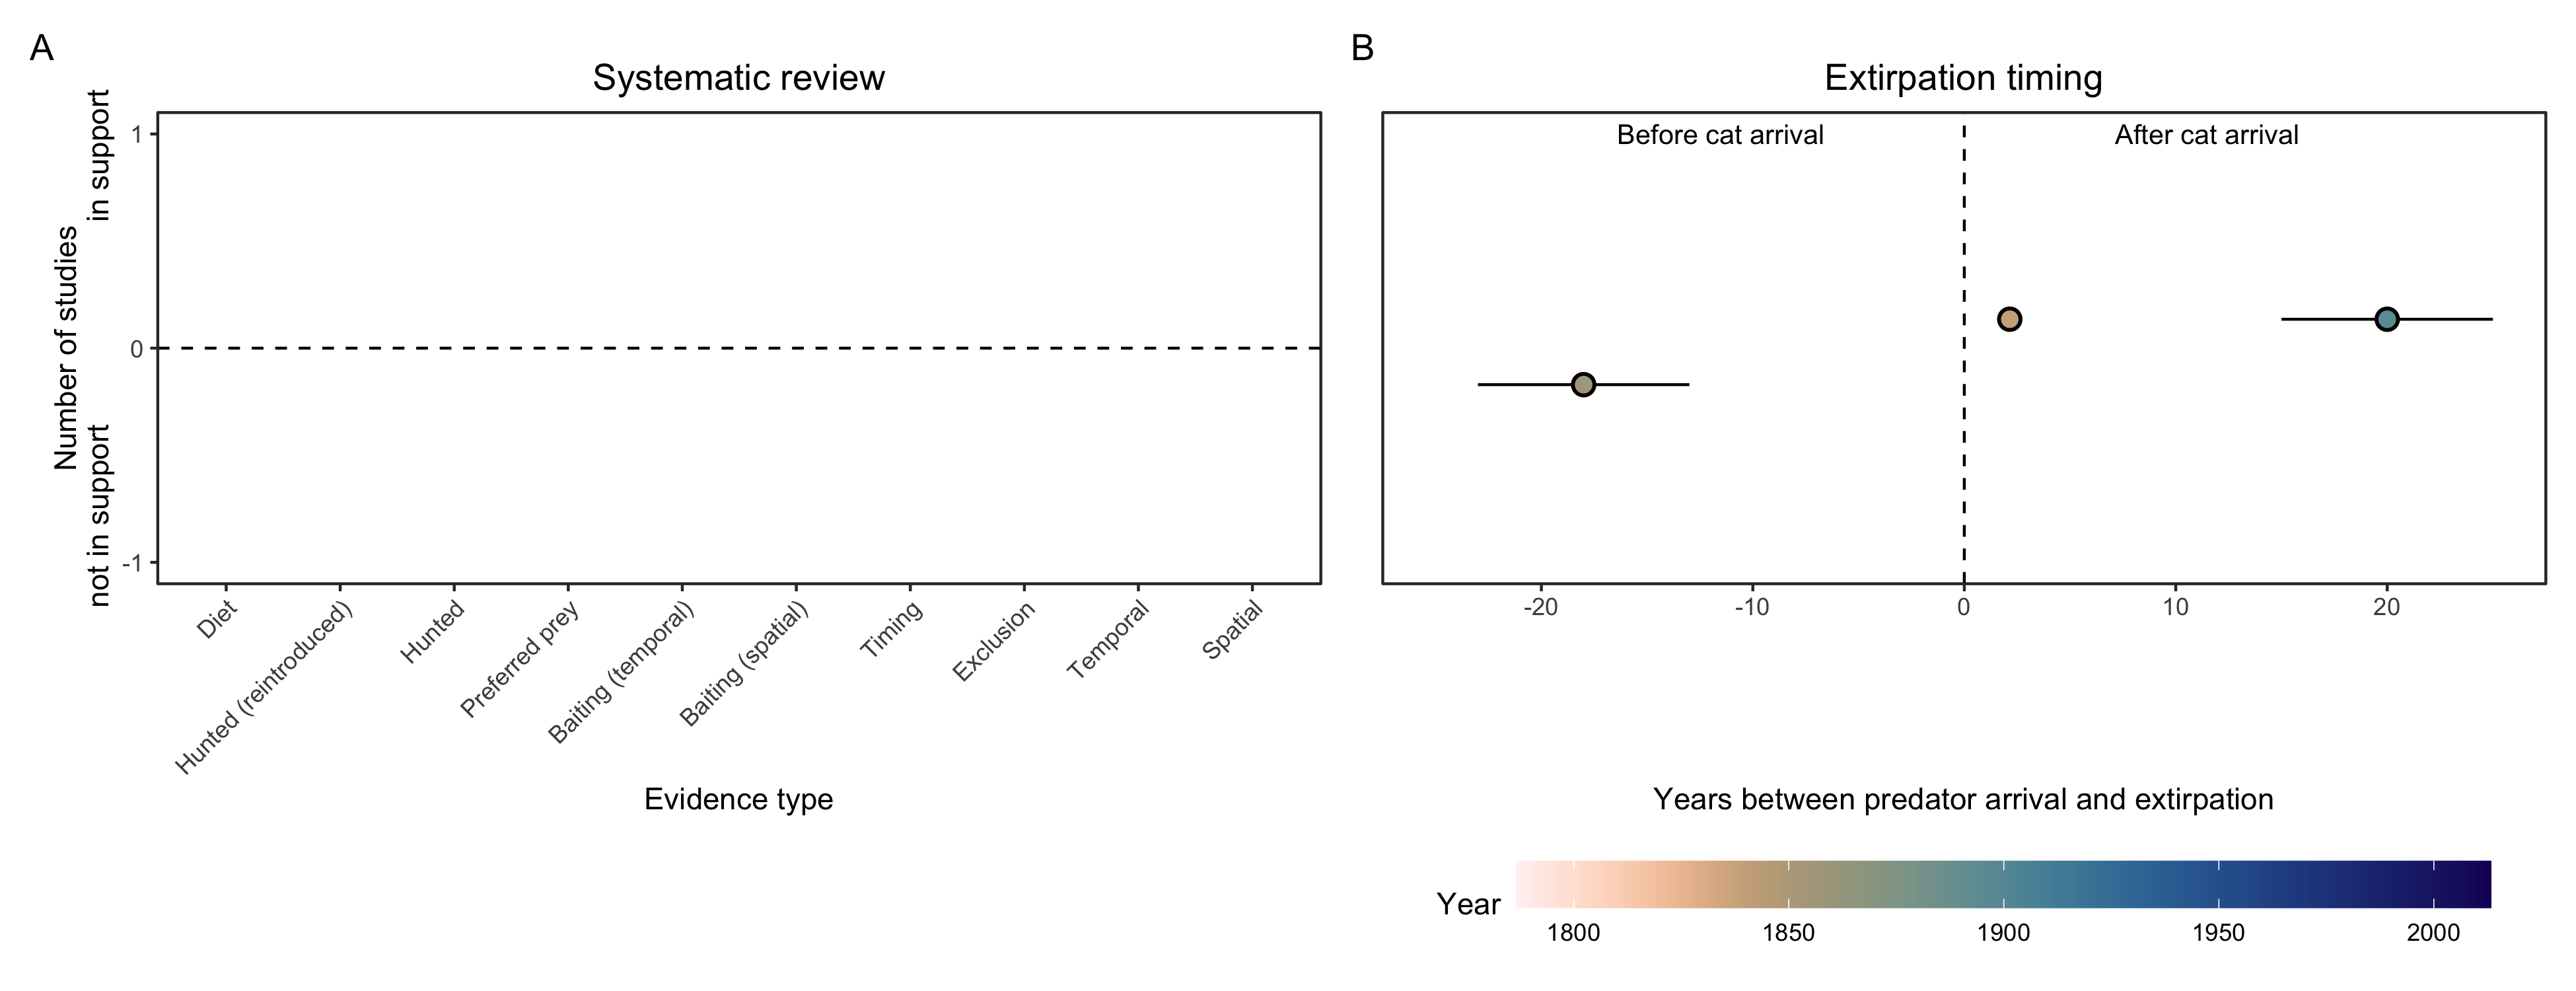 A
Systematic review
Number of studies
not in support
in support
1
0
-1
Diet
Hunted (reintroduced)
Hunted
Preferred prey
Baiting (temporal)
Baiting (spatial)
Timing
Exclusion
Temporal
Spatial
Evidence type
B
Extirpation timing
Before cat arrival
After cat arrival
-20
-10
0
10
20
Years between predator arrival and extirpation
Year
1800
1850
1900
1950
2000